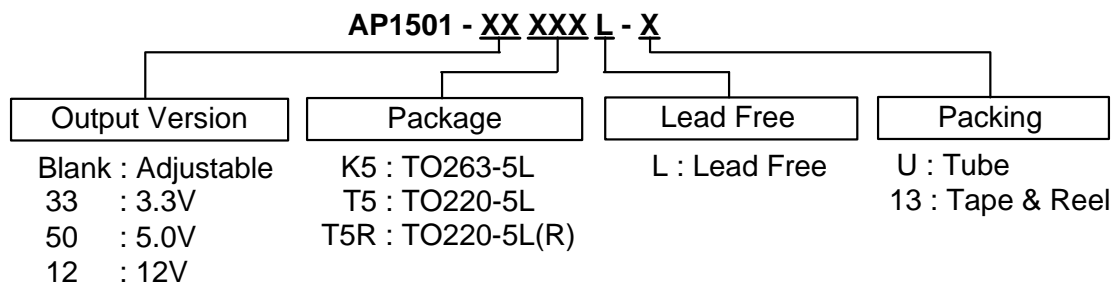 AP1501 - XX XXX L - X
Output Version
Package
Lead Free
Packing
Blank : Adjustable
33 : 3.3V
50 : 5.0V
12 : 12V
K5 : TO263-5L
T5 : TO220-5L
T5R : TO220-5L(R)
L : Lead Free
U : Tube
13 : Tape & Reel